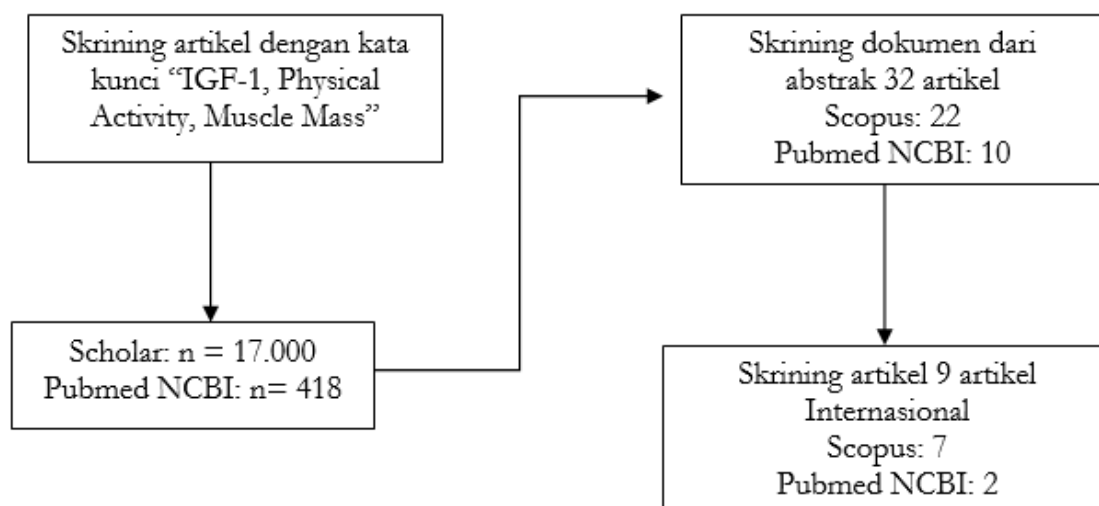 Skrining artikel dengan kata
kunci “IGF-1, Physical
Activity, Muscle Mass”
Scholar: n = 17.000
Pubmed NCBI: n= 418
Skrining dokumen dari
abstrak 32 artikel
Scopus: 22
Pubmed NCBI: 10
Skrining artikel 9 artikel
Internasional
Scopus: 7
Pubmed NCBI: 2